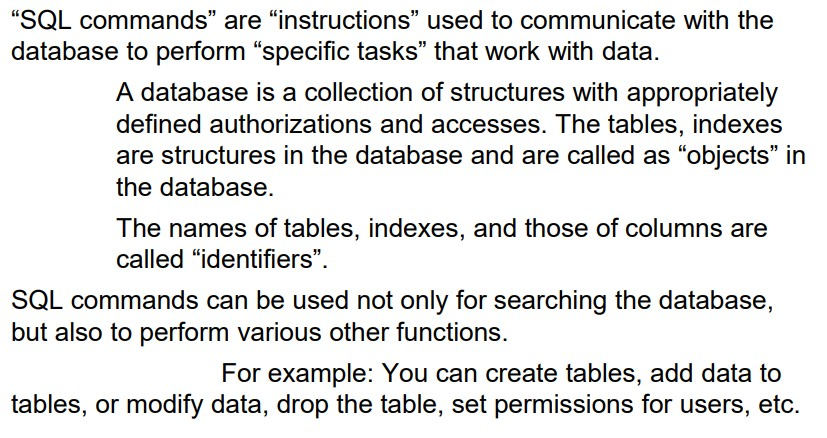 “SQL commands” are “instructions” used to communicate with the
database to perform “specific tasks” that work with data.
A database is a collection of structures with appropriately
defined authorizations and accesses. The tables, indexes
are structures in the database and are called as “objects” in
the database.
The names of tables, indexes, and those of columns are
called “identifiers”.
SQL commands can be used not only for searching the database,
but also to perform various other functions.
For example: You can create tables, add data to
tables, or modify data, drop the table, set permissions for users, etc.